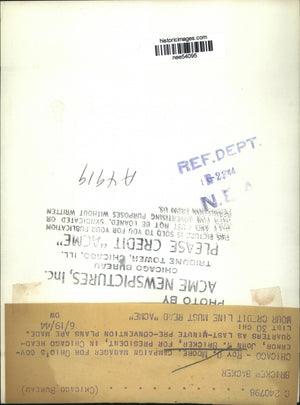 historicimages.com
nee54095
REF. DEPT.
N.E.A
A4919
PHOTO BY
ACME NEWSPICTURES, Inc.
CHICAGO BUREAU
TRIBUNE TOWER, CHICAGO, ILL.
PLEASE CREDIT "ACME"
THIS PICTURE IS SOLD TO YOU FOR YOUR PUBLICATION
ONLY AND MUST NOT BE LOANED, SYNDICATED
OR USED FOR ADVERTISING PURPOSES WITHOUT WRITTEN
PERMISSION FROM US.
C 240798 (CHICAGO BUREAU)
BRICKER BACKER
CHICAGO -- ROY D. MOORE, CAMPAIGN MANAGER FOR OHIO'S GOV-
ERNOR, JOHN W. BRICKER, FOR PRESIDENT, IN CHICAGO HEAD-
QUARTERS AS LAST-MINUTE PRE-CONVENTION PLANS ARE MADE.
YOUR CREDIT LINE MUST READ "ACME"
LIST 30 CHI 6/19/44 DW